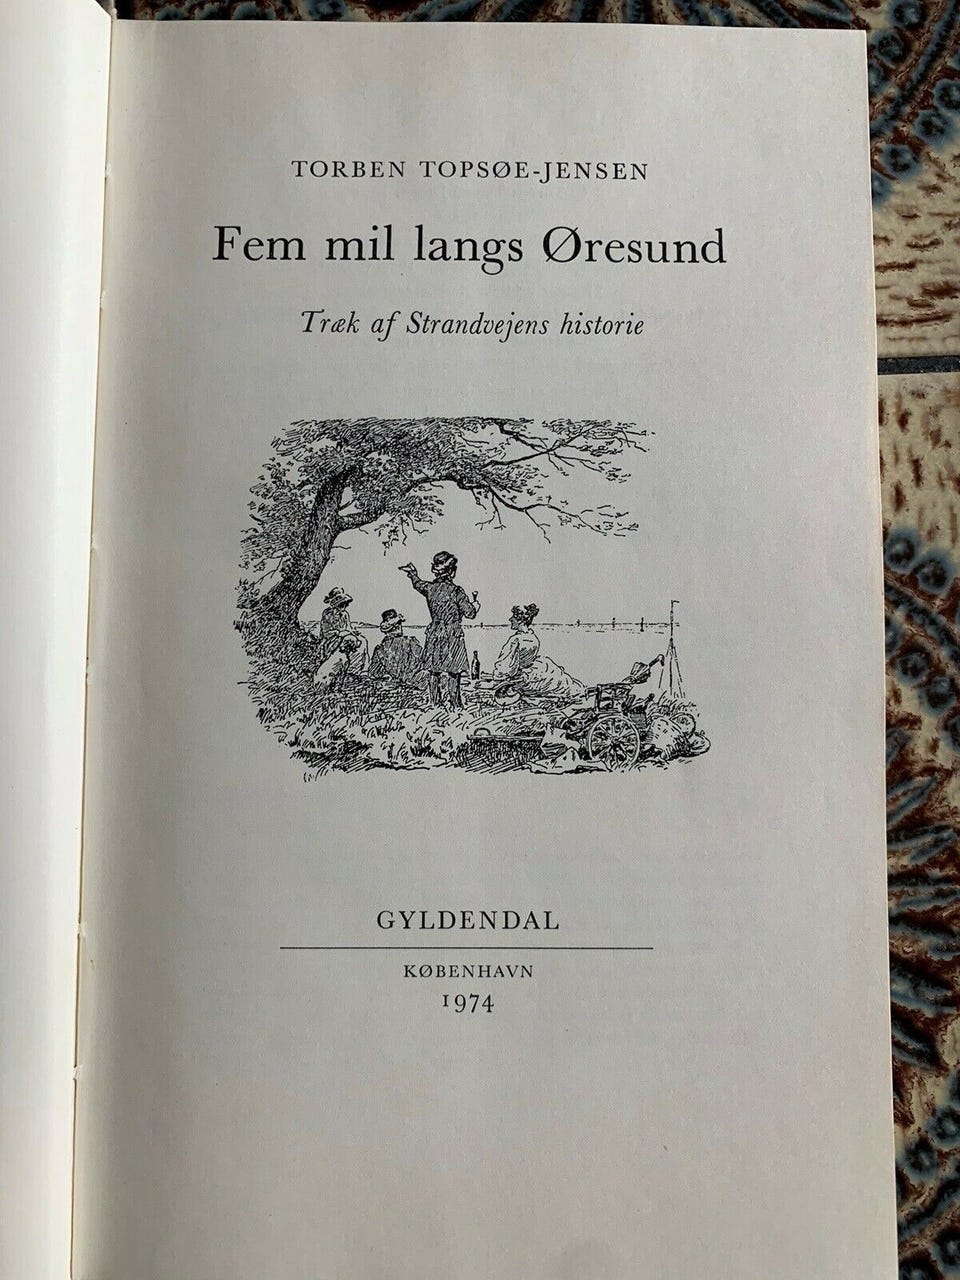 TORBEN TOPSØE-JENSEN
Fem mil langs Øresund
Træk af Strandvejens historie
GYLDENDAL
KØBENHAVN
1974